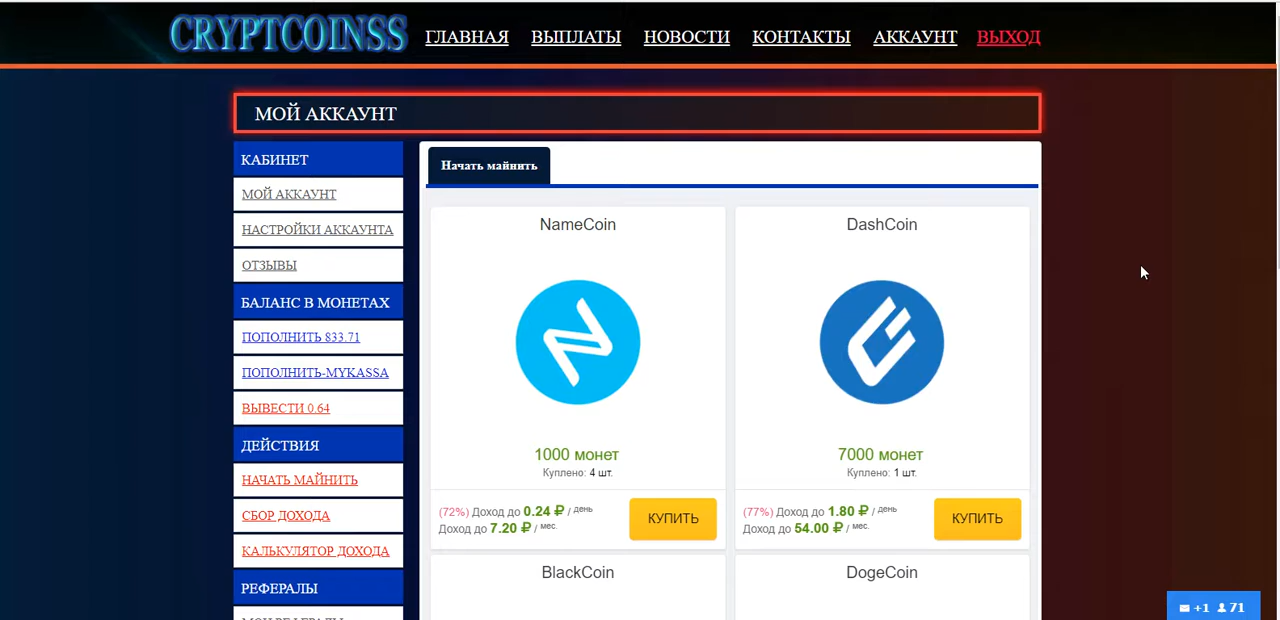 CRYPTCOINSS ГЛАВНАЯ ВЫПЛАТЫ НОВОСТИ КОНТАКТЫ АККАУНТ ВЫХОД
МОЙ АККАУНТ
КАБИНЕТ
МОЙ АККАУНТ
НАСТРОЙКИ АККАУНТА
ОТЗЫВЫ
БАЛАНС В МОНЕТАХ
ПОПОЛНИТЬ 833.71
ПОПОЛНИТЬ-MYKASSA
ВЫВЕСТИ 0.64
ДЕЙСТВИЯ
НАЧАТЬ МАЙНИТЬ
СБОР ДОХОДА
КАЛЬКУЛЯТОР ДОХОДА
РЕФЕРАЛЫ
Начать майнить
NameCoin
1000 монет
Куплено: 4 шт.
(72%) Доход до 0.24 ₽ / день
Доход до 7.20 ₽ / мес.
КУПИТЬ
DashCoin
7000 монет
Куплено: 1 шт.
(77%) Доход до 1.80 ₽ / день
Доход до 54.00 ₽ / мес.
КУПИТЬ
BlackCoin
DogeCoin
+1 71